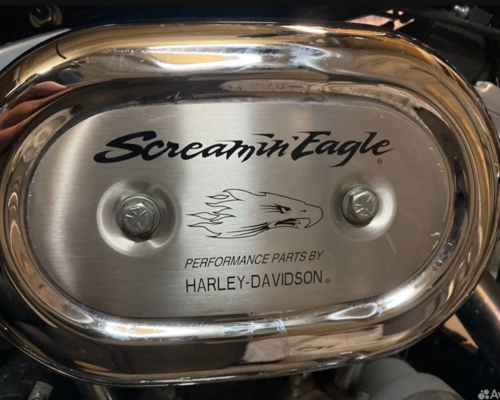 Screamin' Eagle®
PERFORMANCE PARTS BY
HARLEY-DAVIDSON®